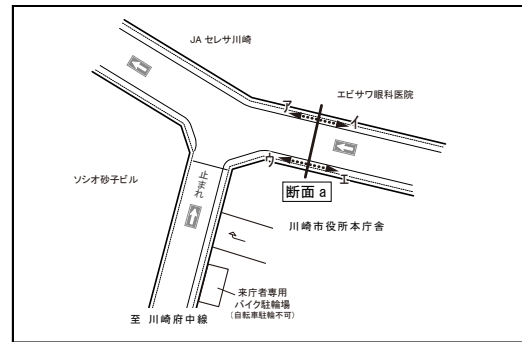 JAセレサ川崎
エビサワ眼科医院
ア
イ
ウ
エ
断面a
止まれ
ソシオ砂子ビル
川崎市役所本庁舎
来庁者専用
バイク駐輪場
(自転車駐輪不可)
至 川崎府中線